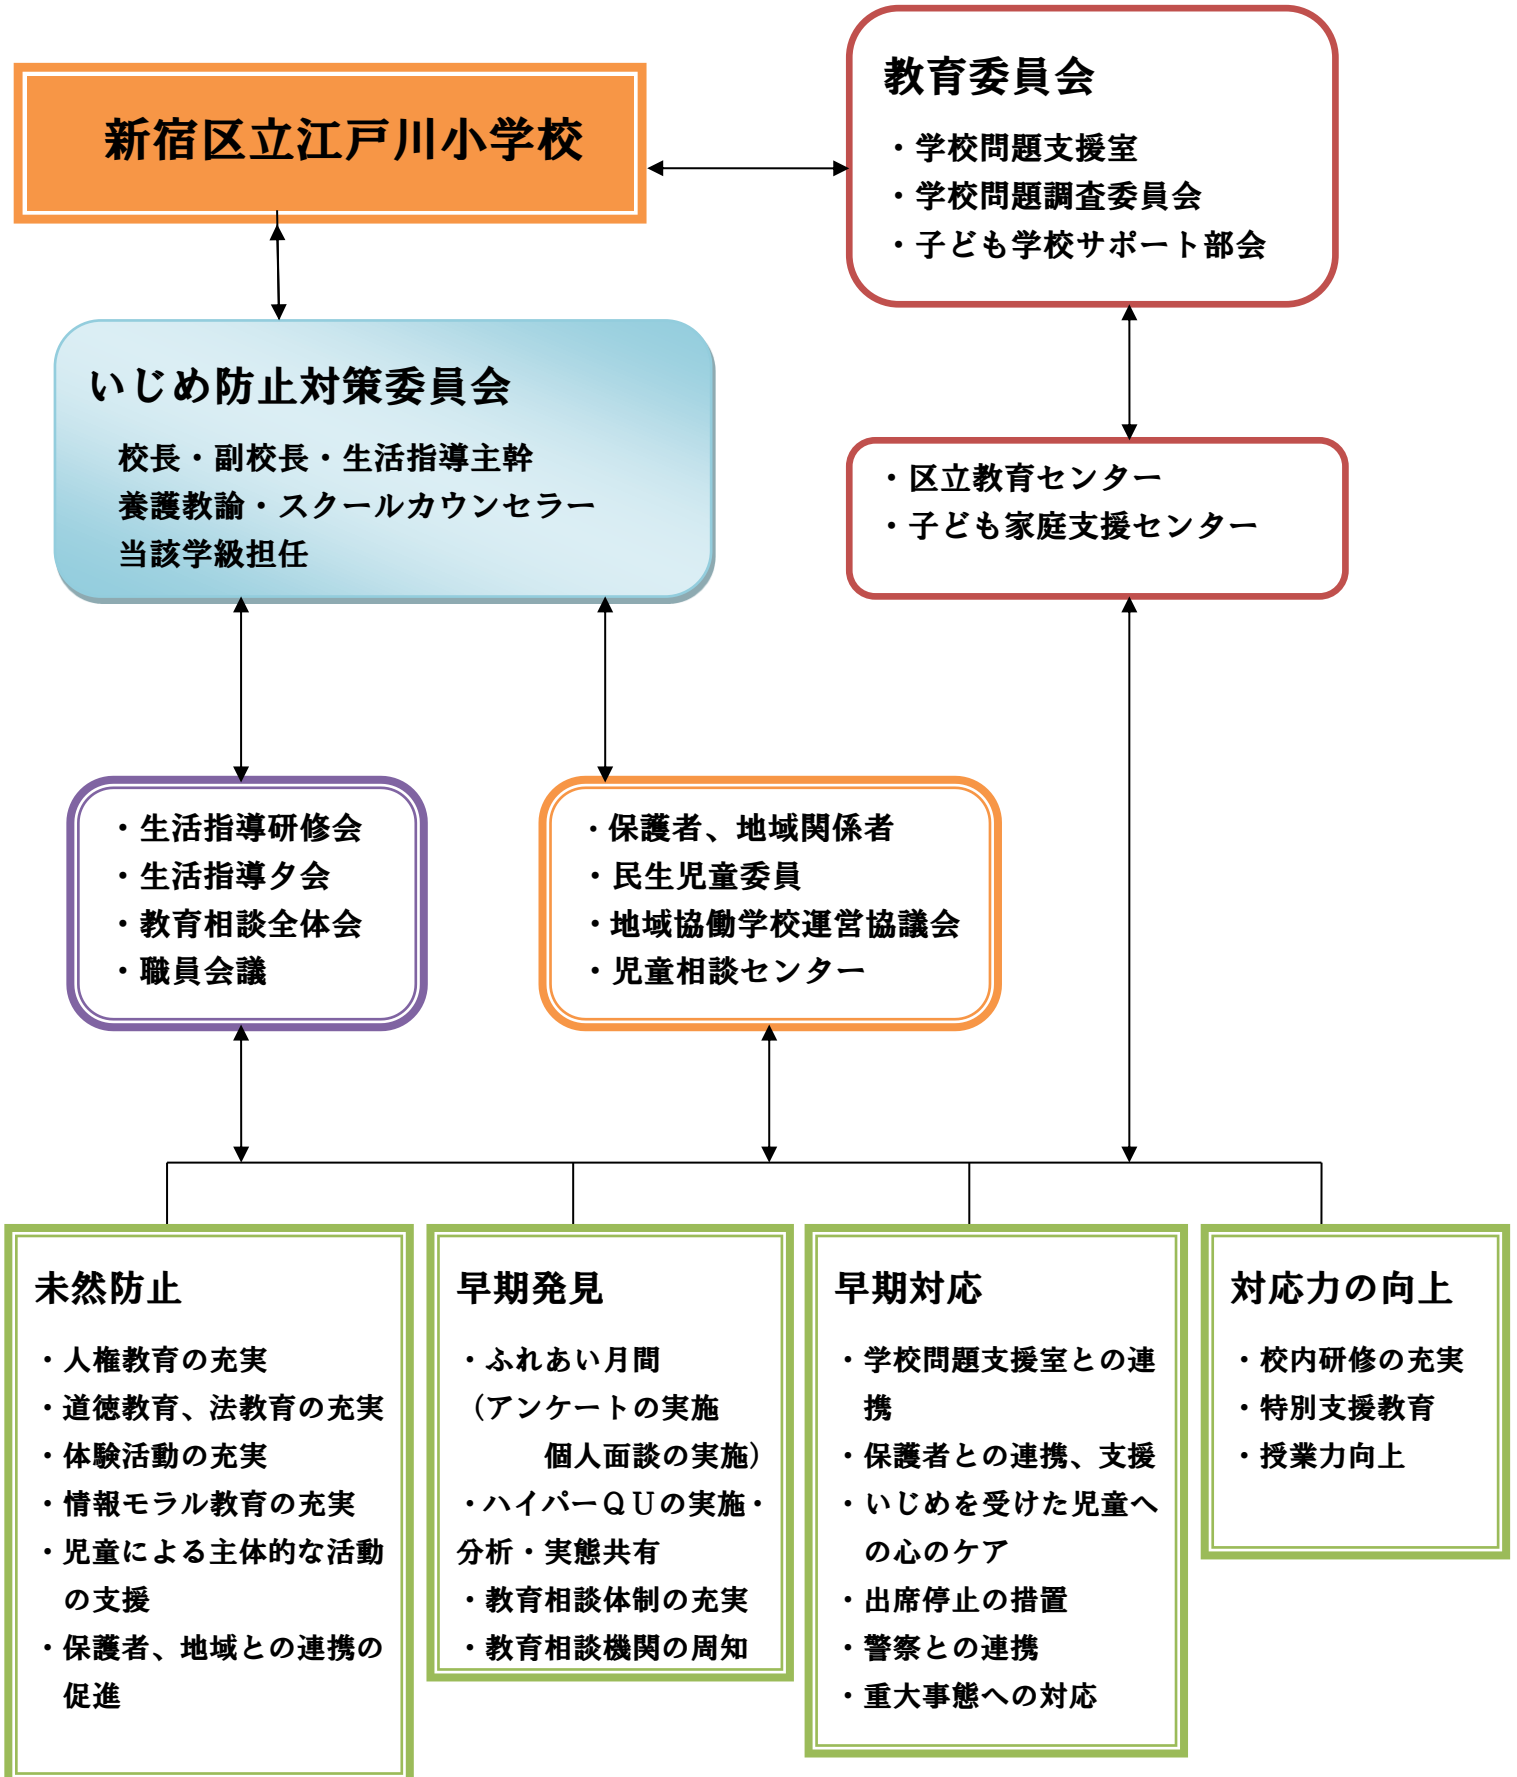 新宿区立江戸川小学校
教育委員会
・学校問題支援室
・学校問題調査委員会
・子ども学校サポート部会
いじめ防止対策委員会
校長・副校長・生活指導主幹
養護教諭・スクールカウンセラー
当該学級担任
・区立教育センター
・子ども家庭支援センター
・生活指導研修会
・生活指導夕会
・教育相談全体会
・職員会議
・保護者、地域関係者
・民生児童委員
・地域協働学校運営協議会
・児童相談センター
未然防止
・人権教育の充実
・道徳教育、法教育の充実
・体験活動の充実
・情報モラル教育の充実
・児童による主体的な活動
の支援
・保護者、地域との連携の
促進
早期発見
・ふれあい月間
（アンケートの実施
個人面談の実施）
・ハイパーＱＵの実施・
分析・実態共有
・教育相談体制の充実
・教育相談機関の周知
早期対応
・学校問題支援室との連
携
・保護者との連携、支援
・いじめを受けた児童へ
の心のケア
・出席停止の措置
・警察との連携
・重大事態への対応
対応力の向上
・校内研修の充実
・特別支援教育
・授業力向上